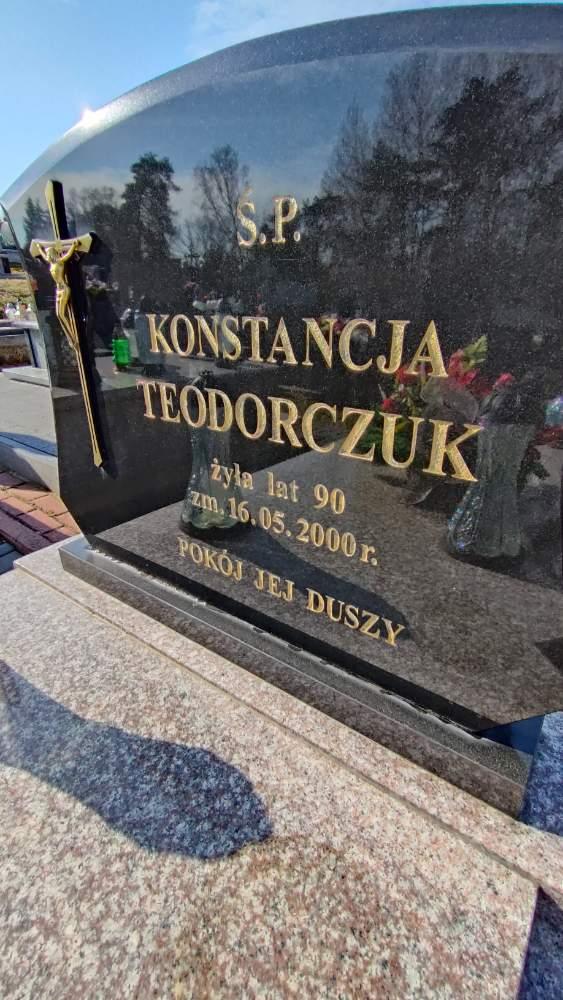 Ś.P.
KONSTANCJA
TEODORCZUK
żyła lat 90
zm. 16.05.2000 r.
POKÓJ JEJ DUSZY